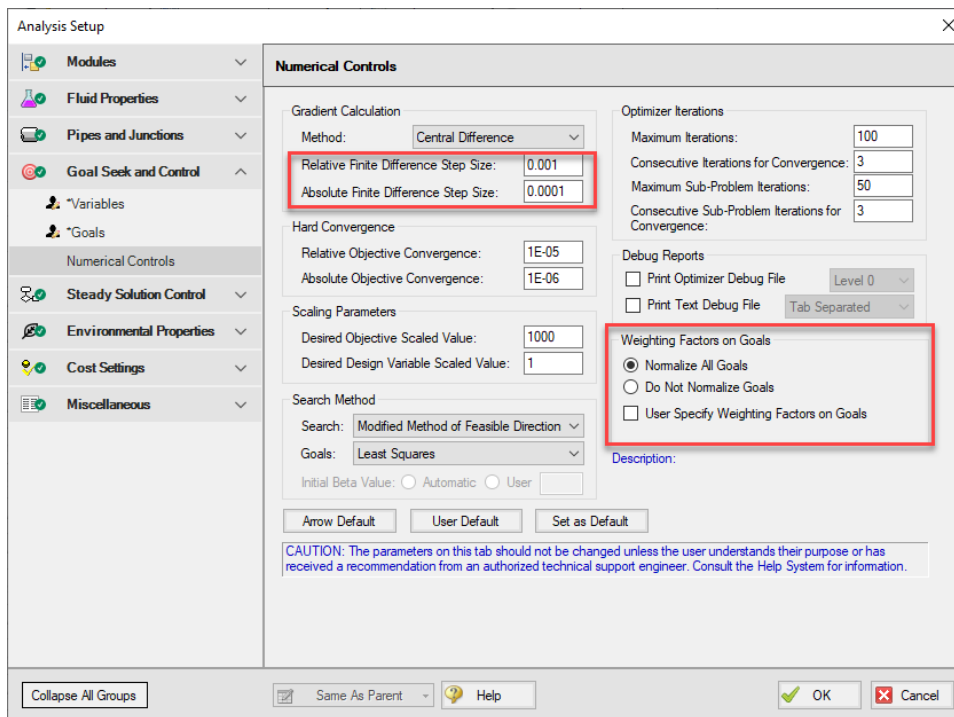 Analysis Setup
Modules
Fluid Properties
Pipes and Junctions
Goal Seek and Control
*Variables
*Goals
Numerical Controls
Steady Solution Control
Environmental Properties
Cost Settings
Miscellaneous
Numerical Controls
Gradient Calculation
Method: Central Difference
Relative Finite Difference Step Size: 0.001
Absolute Finite Difference Step Size: 0.0001
Hard Convergence
Relative Objective Convergence: 1E-05
Absolute Objective Convergence: 1E-06
Scaling Parameters
Desired Objective Scaled Value: 1000
Desired Design Variable Scaled Value: 1
Search Method
Search: Modified Method of Feasible Direction
Goals: Least Squares
Initial Beta Value: Automatic User
Optimizer Iterations
Maximum Iterations: 100
Consecutive Iterations for Convergence: 3
Maximum Sub-Problem Iterations: 50
Consecutive Sub-Problem Iterations for
Convergence: 3
Debug Reports
Print Optimizer Debug File Level 0
Print Text Debug File Tab Separated
Weighting Factors on Goals
Normalize All Goals
Do Not Normalize Goals
User Specify Weighting Factors on Goals
Description:
Arrow Default User Default Set as Default
CAUTION: The parameters on this tab should not be changed unless the user understands their purpose or has
received a recommendation from an authorized technical support engineer. Consult the Help System for information.
Collapse All Groups Same As Parent Help OK Cancel